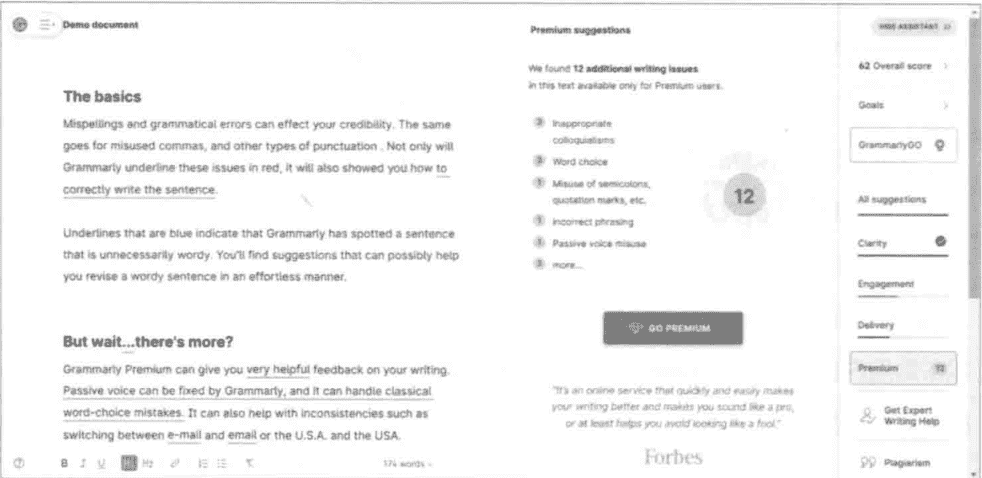 Demo document
The basics
Mispellings and grammatical errors can effect your credibility. The same
goes for misused commas, and other types of punctuation . Not only will
Grammarly underline these issues in red, it will also showed you how to
correctly write the sentence.
Underlines that are blue indicate that Grammarly has spotted a sentence
that is unnecessarily wordy. You'll find suggestions that can possibly help
you revise a wordy sentence in an effortless manner.
But wait...there's more?
Grammarly Premium can give you very helpful feedback on your writing.
Passive voice can be fixed by Grammarly, and it can handle classical
word-choice mistakes. It can also help with inconsistencies such as
switching between e-mail and email or the U.S.A. and the USA.
B I U H1 H2
174 words
Premium suggestions
We found 12 additional writing issues
in this text available only for Premium users.
Inappropriate
colloquialisms
Word choice
1 Misuse of semicolons,
quotation marks, etc.
1 Incorrect phrasing
Passive voice misuse
more...
12
GO PREMIUM
"It's an online service that quickly and easily makes
your writing better and makes you sound like a pro,
or at least helps you avoid looking like a fool."
Forbes
HIDE ASSISTANT
62 Overall score
Goals
GrammarlyGO
All suggestions
Clarity
Engagement
Delivery
Premium 12
Get Expert
Writing Help
Plagiarism